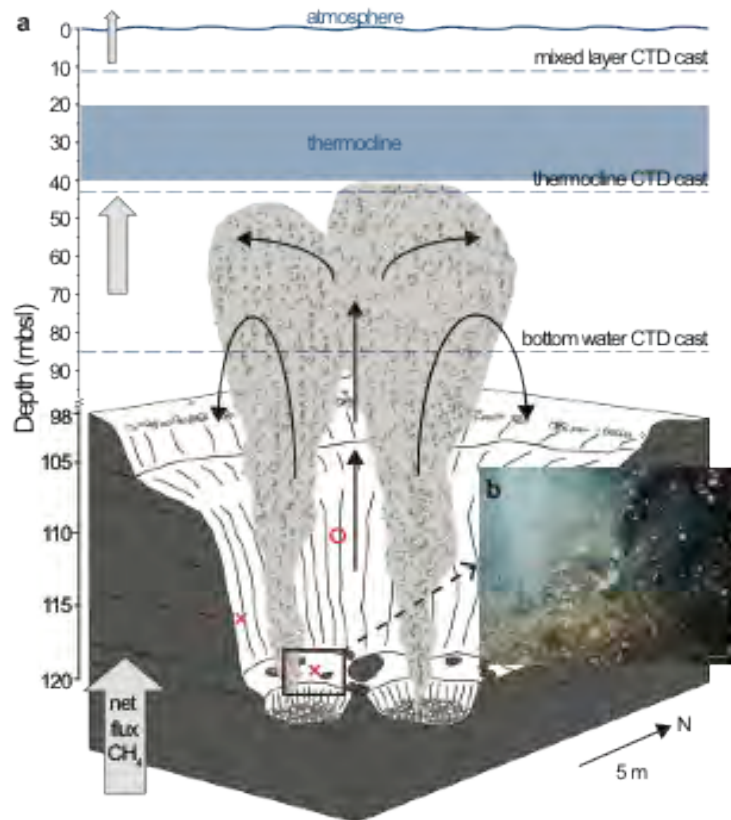 a
atmosphere
0
mixed layer CTD cast
10
20
thermocline
30
40
thermocline CTD cast
50
60
70
80
bottom water CTD cast
90
Depth (mbsl)
98
105
b
110
115
120
net
flux
CH₄
N
5 m